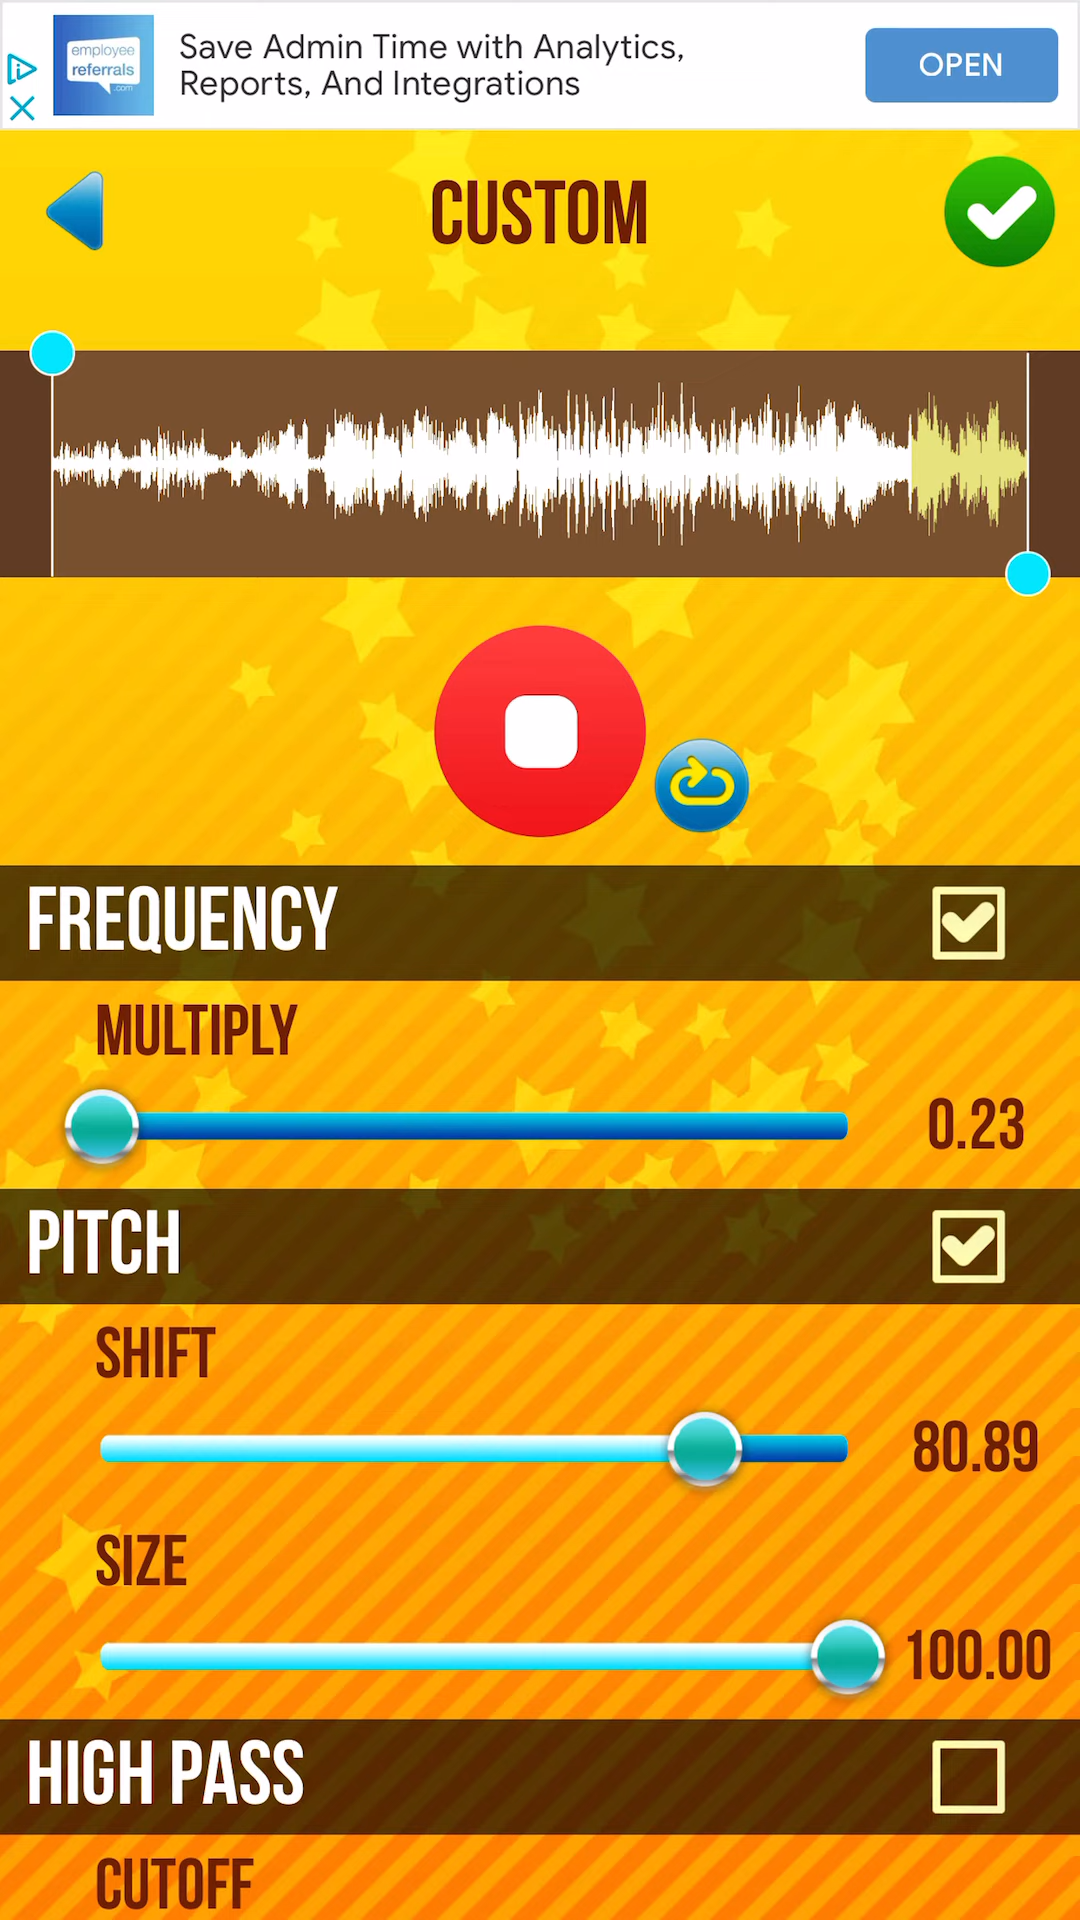 employee
referrals
.com
Save Admin Time with Analytics,
Reports, And Integrations
OPEN
CUSTOM
FREQUENCY
MULTIPLY
0.23
PITCH
SHIFT
80.89
SIZE
100.00
HIGH PASS
CUTOFF